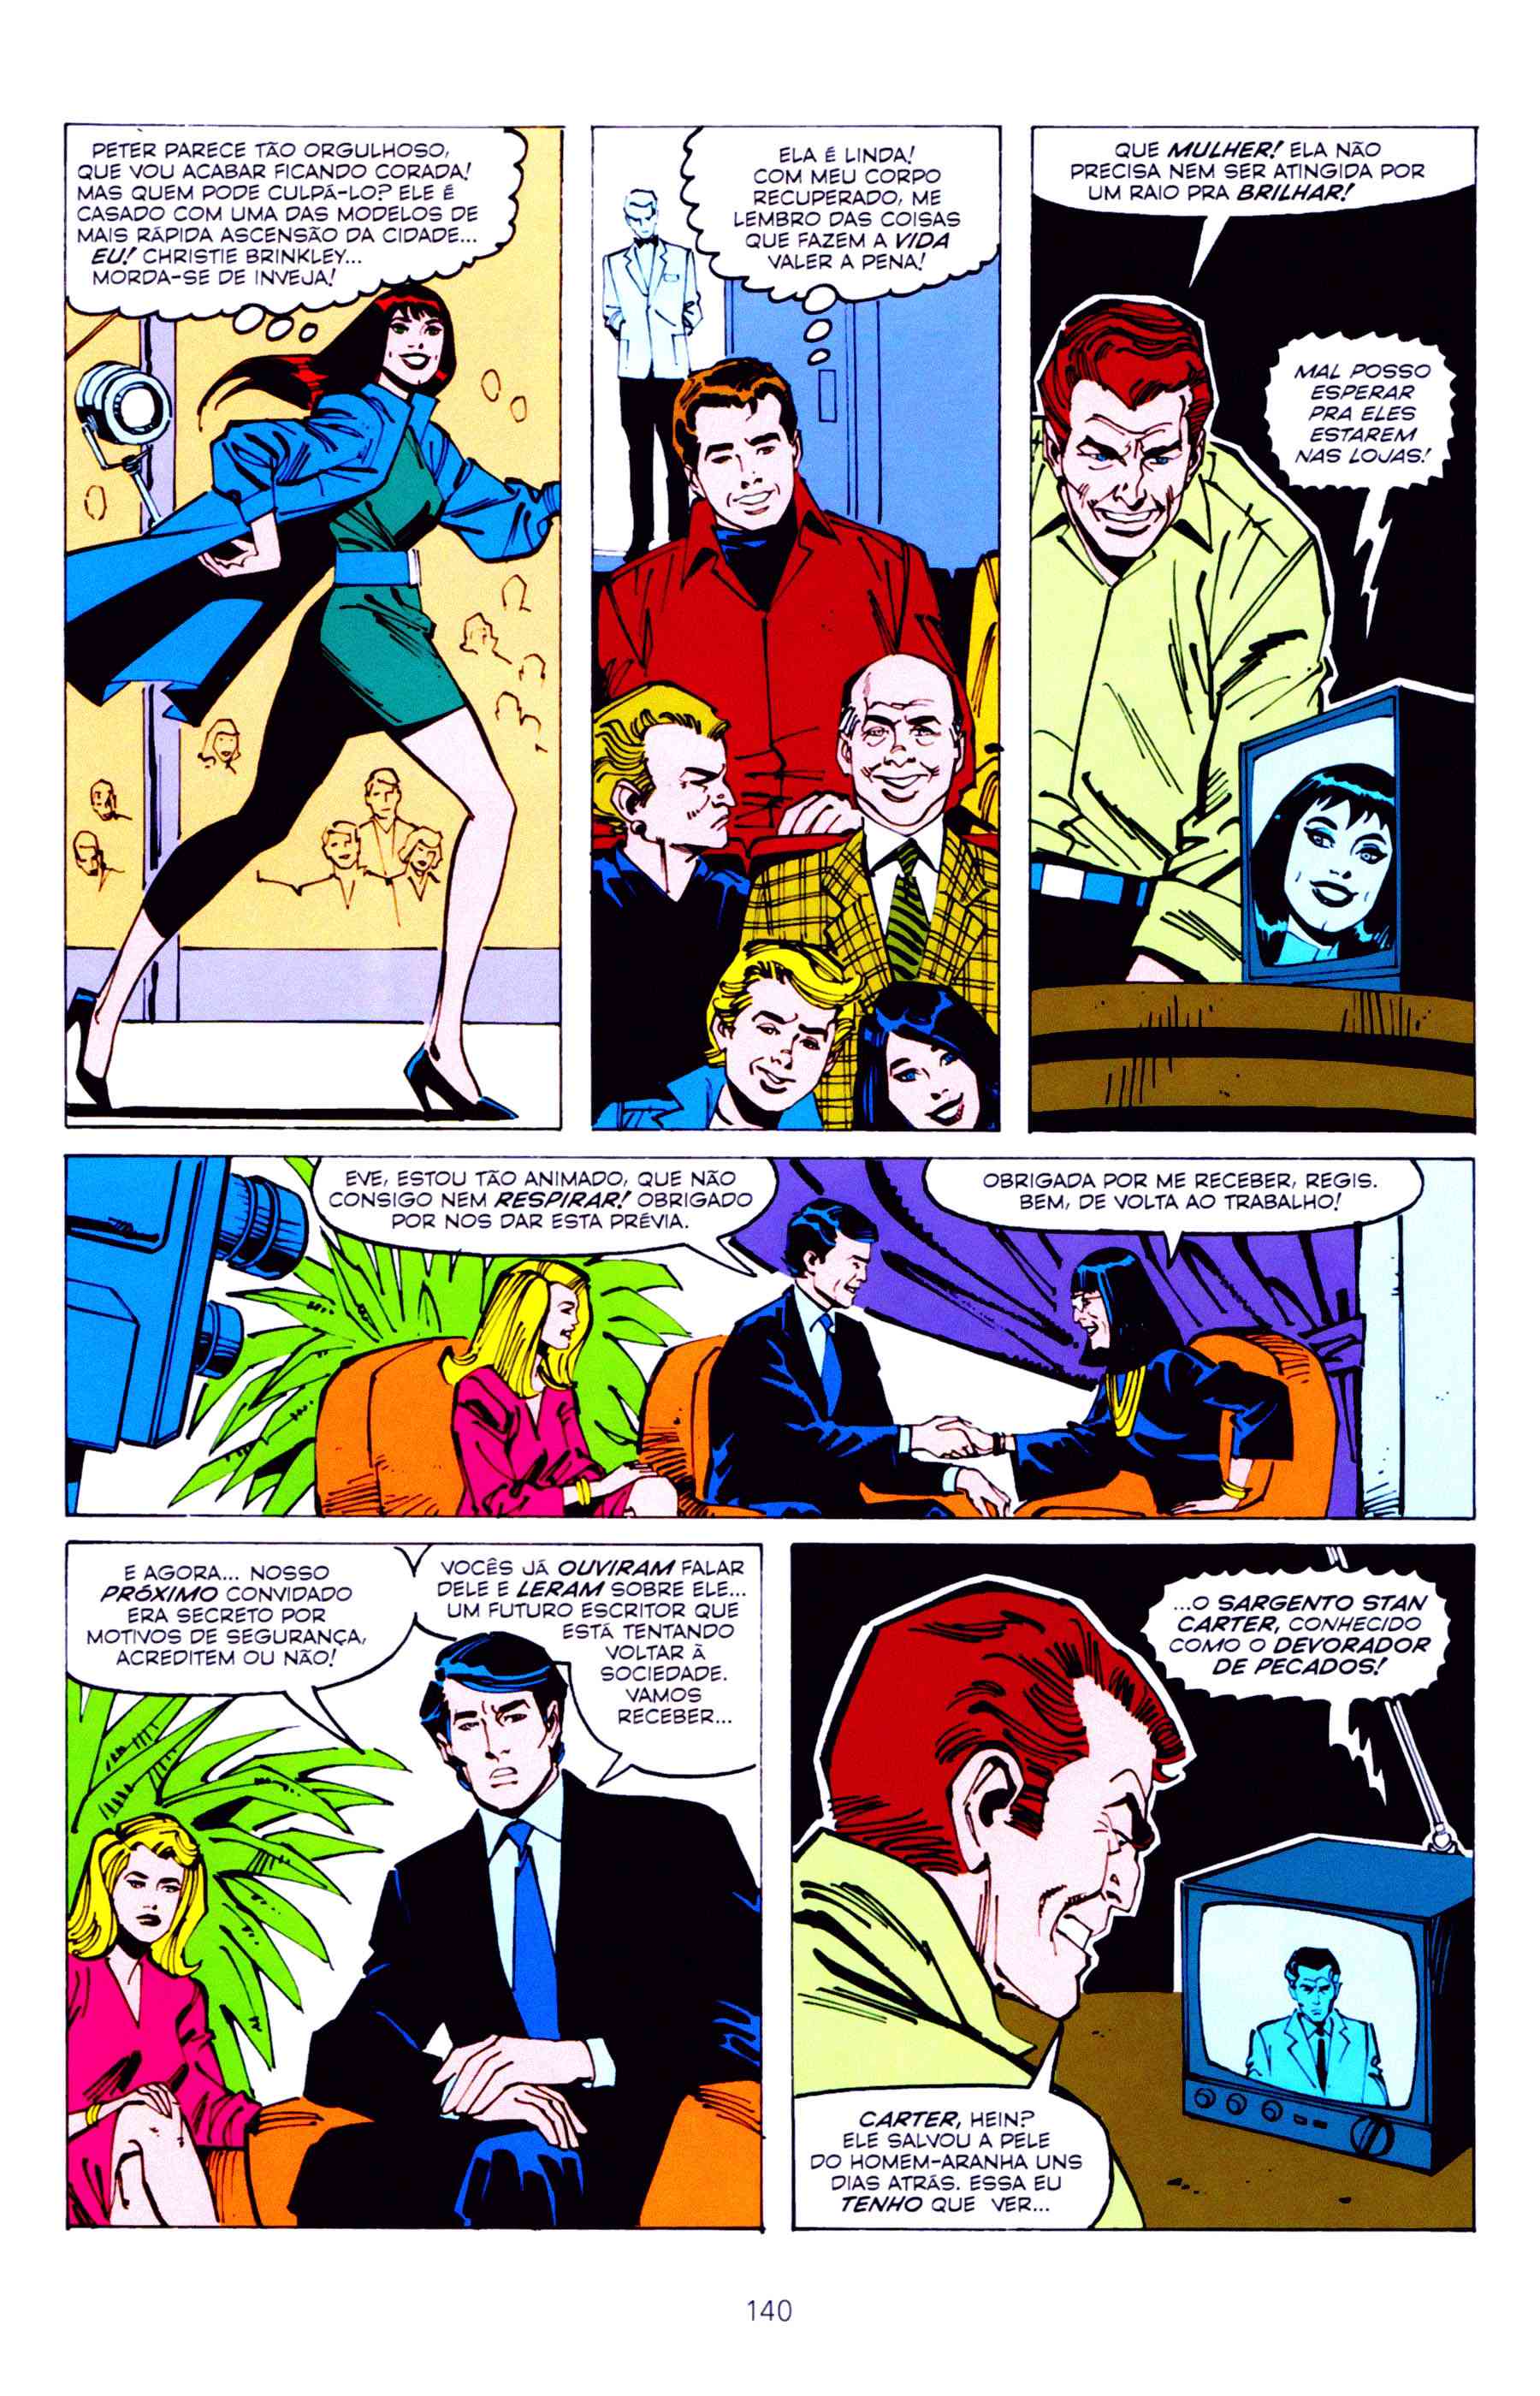 PETER PARECE TÃO ORGULHOSO,
QUE VOU ACABAR FICANDO CORADA!
MAS QUEM PODE CULPÁ-LO? ELE É
CASADO COM UMA DAS MODELOS DE
MAIS RÁPIDA ASCENSÃO DA CIDADE...
EU! CHRISTIE BRINKLEY...
MORDA-SE DE INVEJA!
ELA É LINDA!
COM MEU CORPO
RECUPERADO, ME
LEMBRO DAS COISAS
QUE FAZEM A VIDA
VALER A PENA!
QUE MULHER! ELA NÃO
PRECISA NEM SER ATINGIDA POR
UM RAIO PRA BRILHAR!
MAL POSSO
ESPERAR
PRA ELES
ESTAREM
NAS LOJAS!
EVE, ESTOU TÃO ANIMADO, QUE NÃO
CONSIGO NEM RESPIRAR! OBRIGADO
POR NOS DAR ESTA PRÉVIA.
OBRIGADA POR ME RECEBER, REGIS.
BEM, DE VOLTA AO TRABALHO!
E AGORA... NOSSO
PRÓXIMO CONVIDADO
ERA SECRETO POR
MOTIVOS DE SEGURANÇA,
ACREDITEM OU NÃO!
VOCÊS JÁ OUVIRAM FALAR
DELE E LERAM SOBRE ELE...
UM FUTURO ESCRITOR QUE
ESTÁ TENTANDO
VOLTAR À
SOCIEDADE.
VAMOS
RECEBER...
...O SARGENTO STAN
CARTER, CONHECIDO
COMO O DEVORADOR
DE PECADOS!
CARTER, HEIN?
ELE SALVOU A PELE
DO HOMEM-ARANHA UNS
DIAS ATRÁS. ESSA EU
TENHO QUE VER...
140